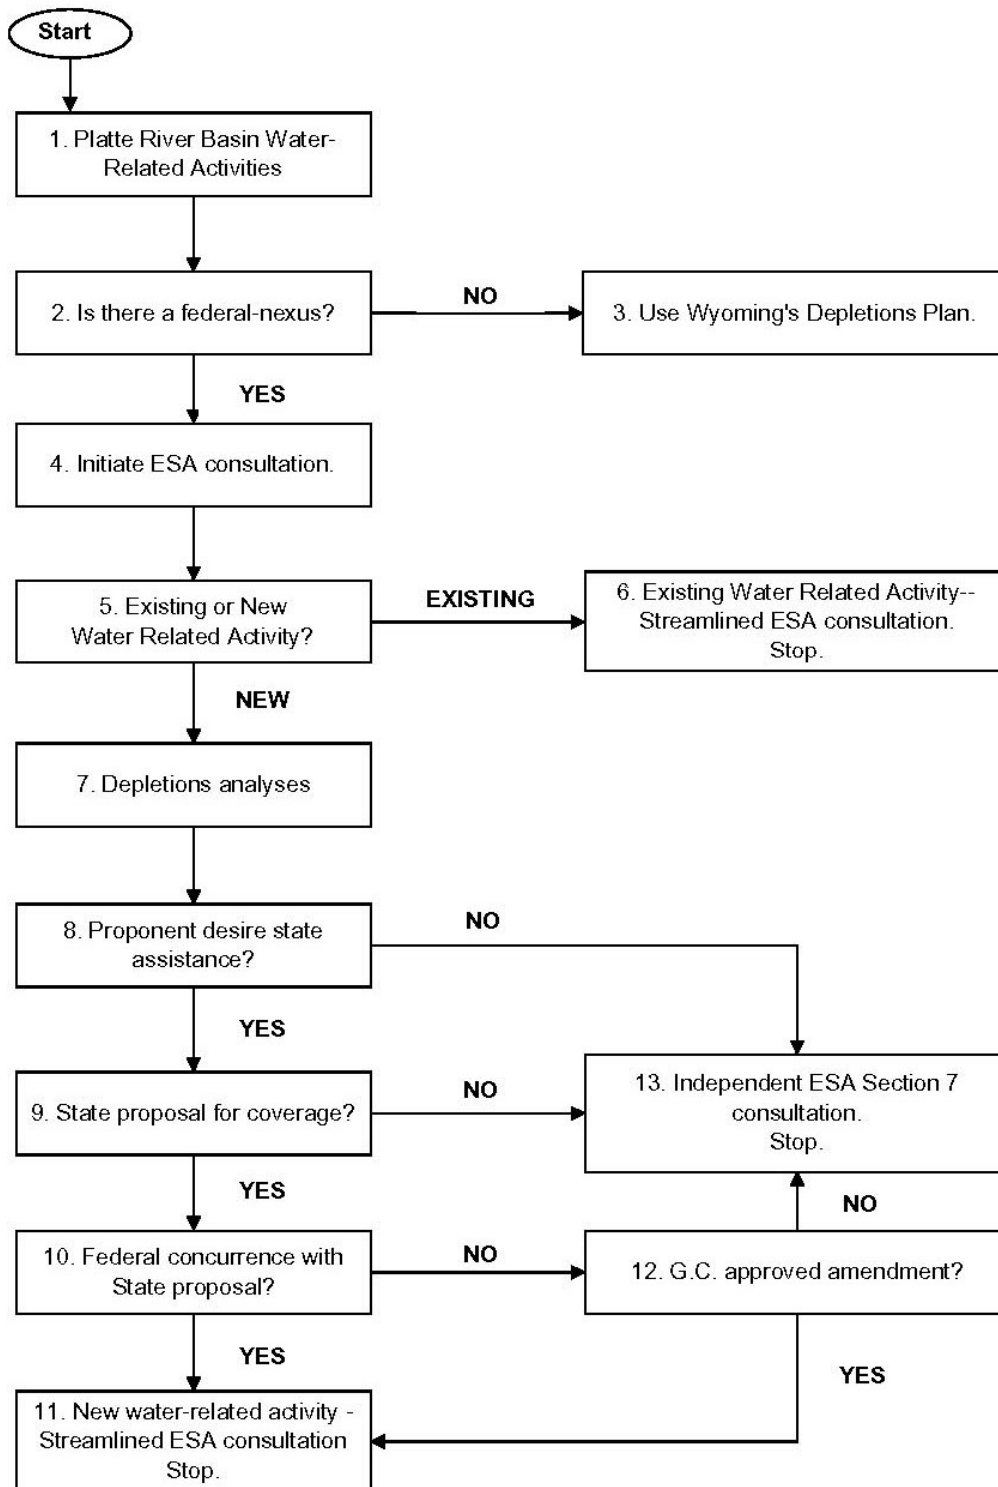 Start
1. Platte River Basin Water-
Related Activities
2. Is there a federal-nexus?
NO
3. Use Wyoming's Depletions Plan.
YES
4. Initiate ESA consultation.
5. Existing or New
Water Related Activity?
EXISTING
6. Existing Water Related Activity--
Streamlined ESA consultation.
Stop.
NEW
7. Depletions analyses
8. Proponent desire state
assistance?
NO
YES
9. State proposal for coverage?
NO
13. Independent ESA Section 7
consultation.
Stop.
YES
NO
10. Federal concurrence with
State proposal?
NO
12. G.C. approved amendment?
YES
YES
11. New water-related activity -
Streamlined ESA consultation
Stop.